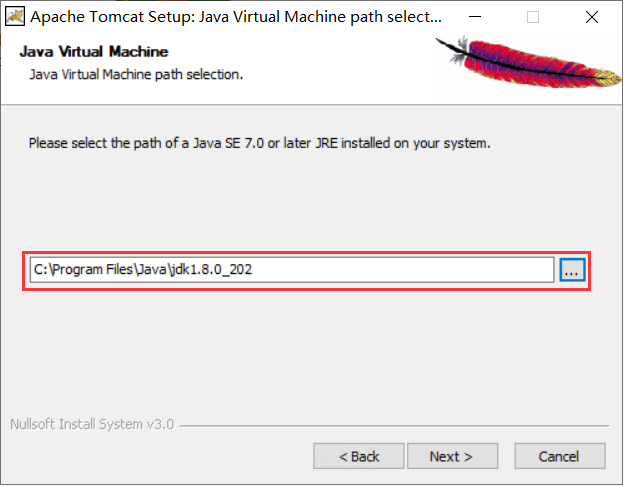 Apache Tomcat Setup: Java Virtual Machine path select...
Java Virtual Machine
Java Virtual Machine path selection.
Please select the path of a Java SE 7.0 or later JRE installed on your system.
C:\Program Files\Java\jdk1.8.0_202
...
Nullsoft Install System v3.0
< Back
Next >
Cancel